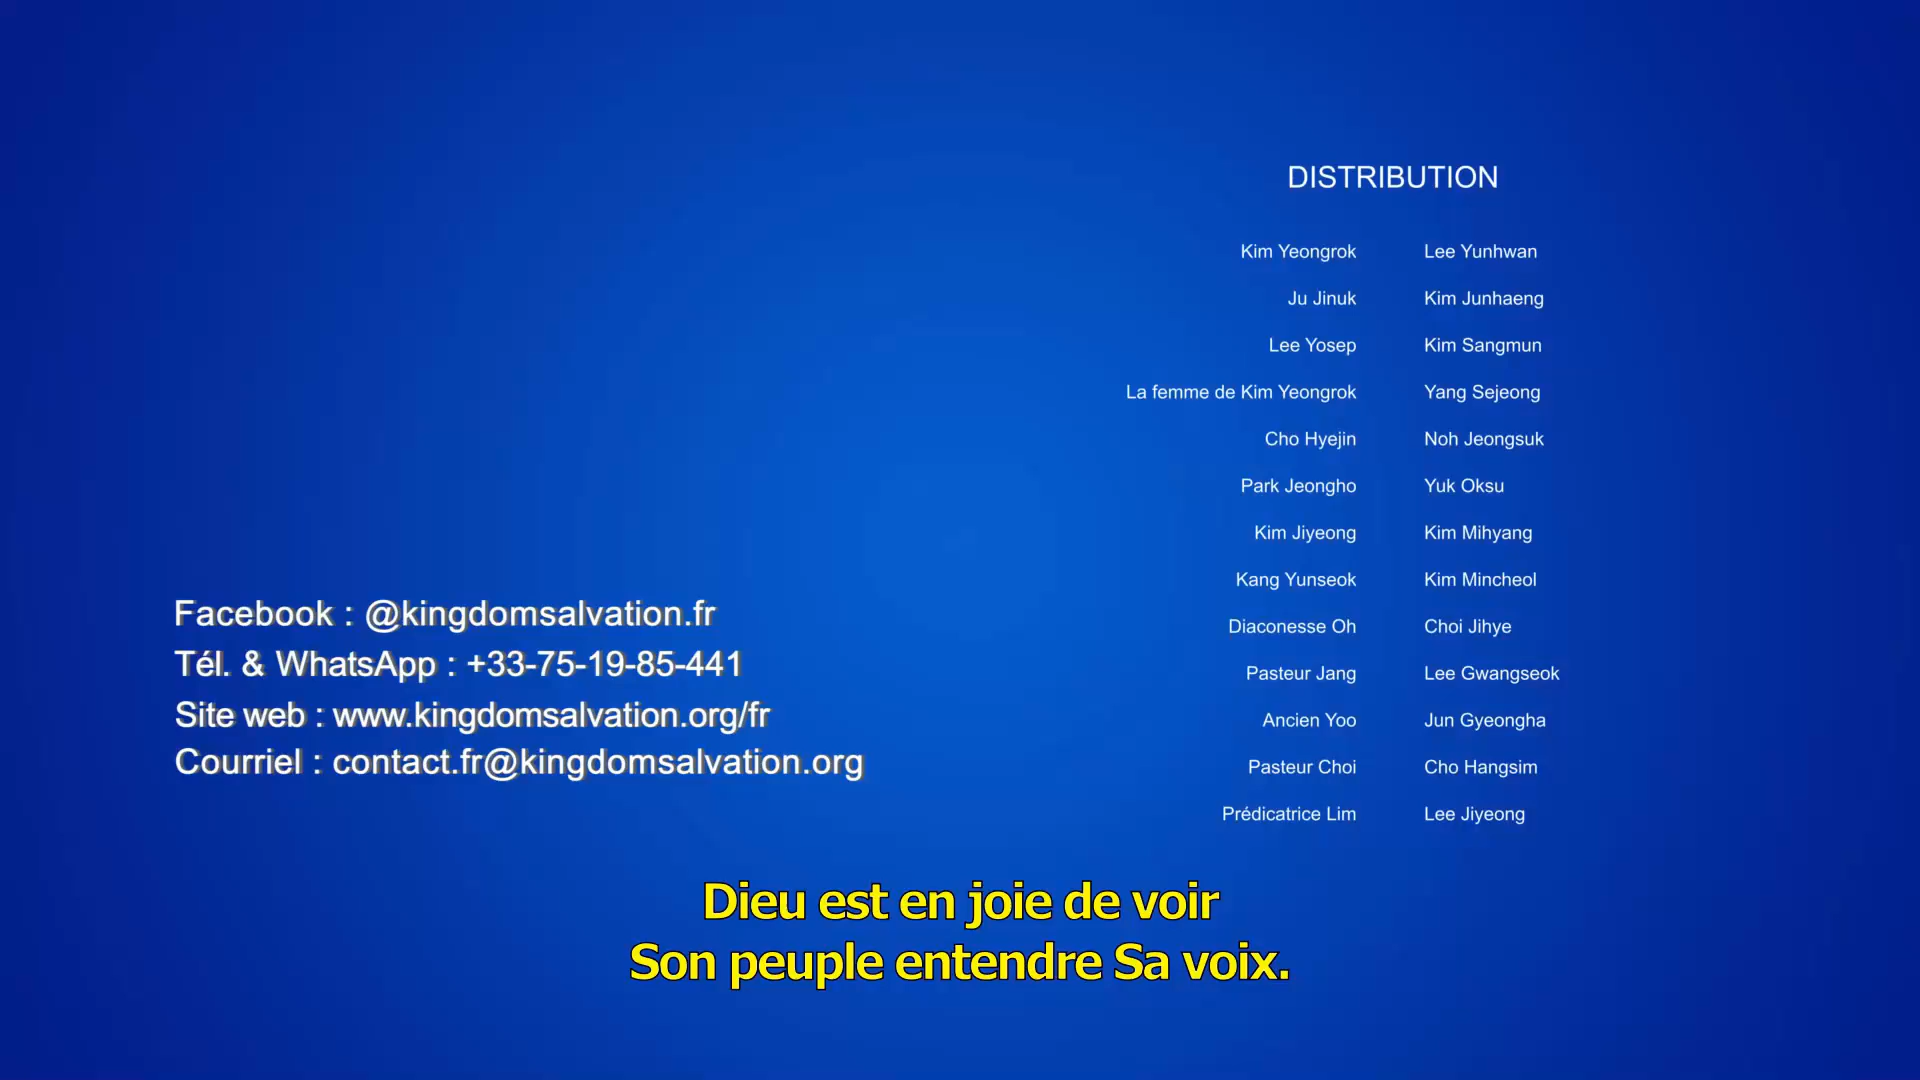 DISTRIBUTION
Kim Yeongrok Lee Yunhwan
Ju Jinuk Kim Junhaeng
Lee Yosep Kim Sangmun
La femme de Kim Yeongrok Yang Sejeong
Cho Hyejin Noh Jeongsuk
Park Jeongho Yuk Oksu
Kim Jiyeong Kim Mihyang
Kang Yunseok Kim Mincheol
Diaconesse Oh Choi Jihye
Pasteur Jang Lee Gwangseok
Ancien Yoo Jun Gyeongha
Pasteur Choi Cho Hangsim
Prédicatrice Lim Lee Jiyeong
Facebook : @kingdomsalvation.fr
Tél. & WhatsApp : +33-75-19-85-441
Site web : www.kingdomsalvation.org/fr
Courriel : contact.fr@kingdomsalvation.org
Dieu est en joie de voir
Son peuple entendre Sa voix.